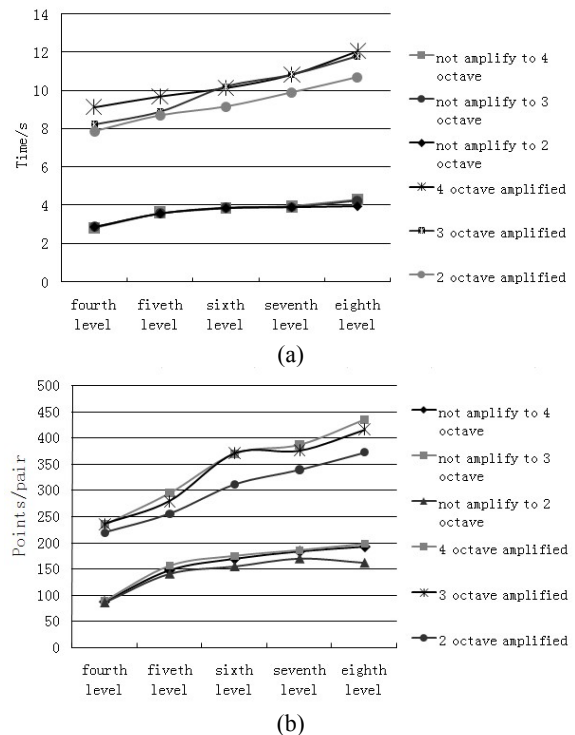 14
12
10
8
6
4
2
0
Time/s
fourth level
fiveth level
sixth level
seventh level
eighth level
not amplify to 4 octave
not amplify to 3 octave
not amplify to 2 octave
4 octave amplified
3 octave amplified
2 octave amplified
(a)
500
450
400
350
300
250
200
150
100
50
0
Points/pair
fourth level
fiveth level
sixth level
seventh level
eighth level
not amplify to 4 octave
not amplify to 3 octave
not amplify to 2 octave
4 octave amplified
3 octave amplified
2 octave amplified
(b)